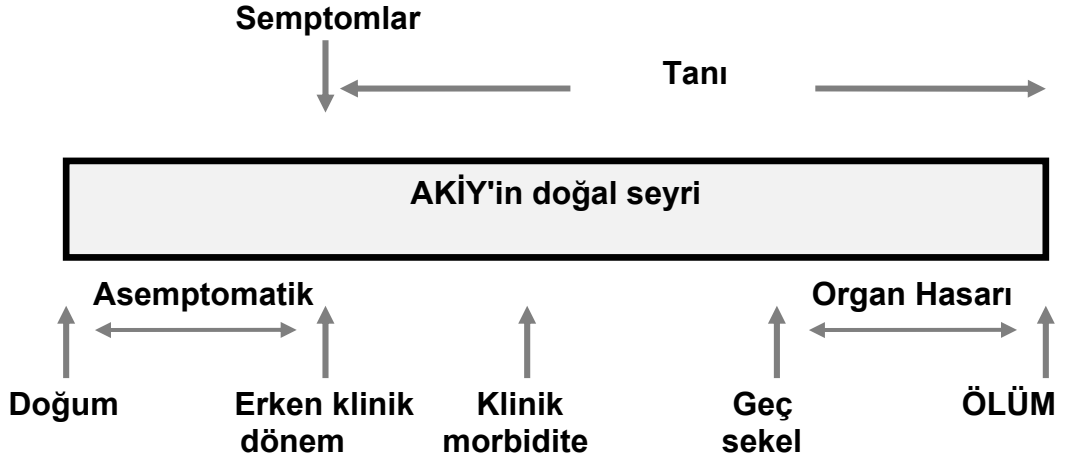 Semptomlar
Tanı
AKİY'in doğal seyri
Asemptomatik
Organ Hasarı
Doğum
Erken klinik
dönem
Klinik
morbidite
Geç
sekel
ÖLÜM